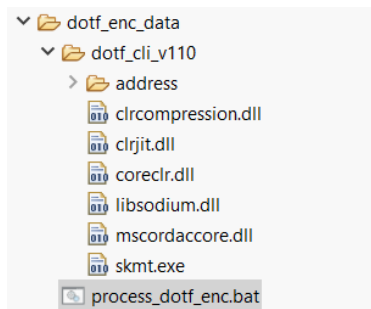 dotf_enc_data
dotf_cli_v110
address
clrcompression.dll
clrjit.dll
coreclr.dll
libsodium.dll
mscordaccore.dll
skmt.exe
process_dotf_enc.bat